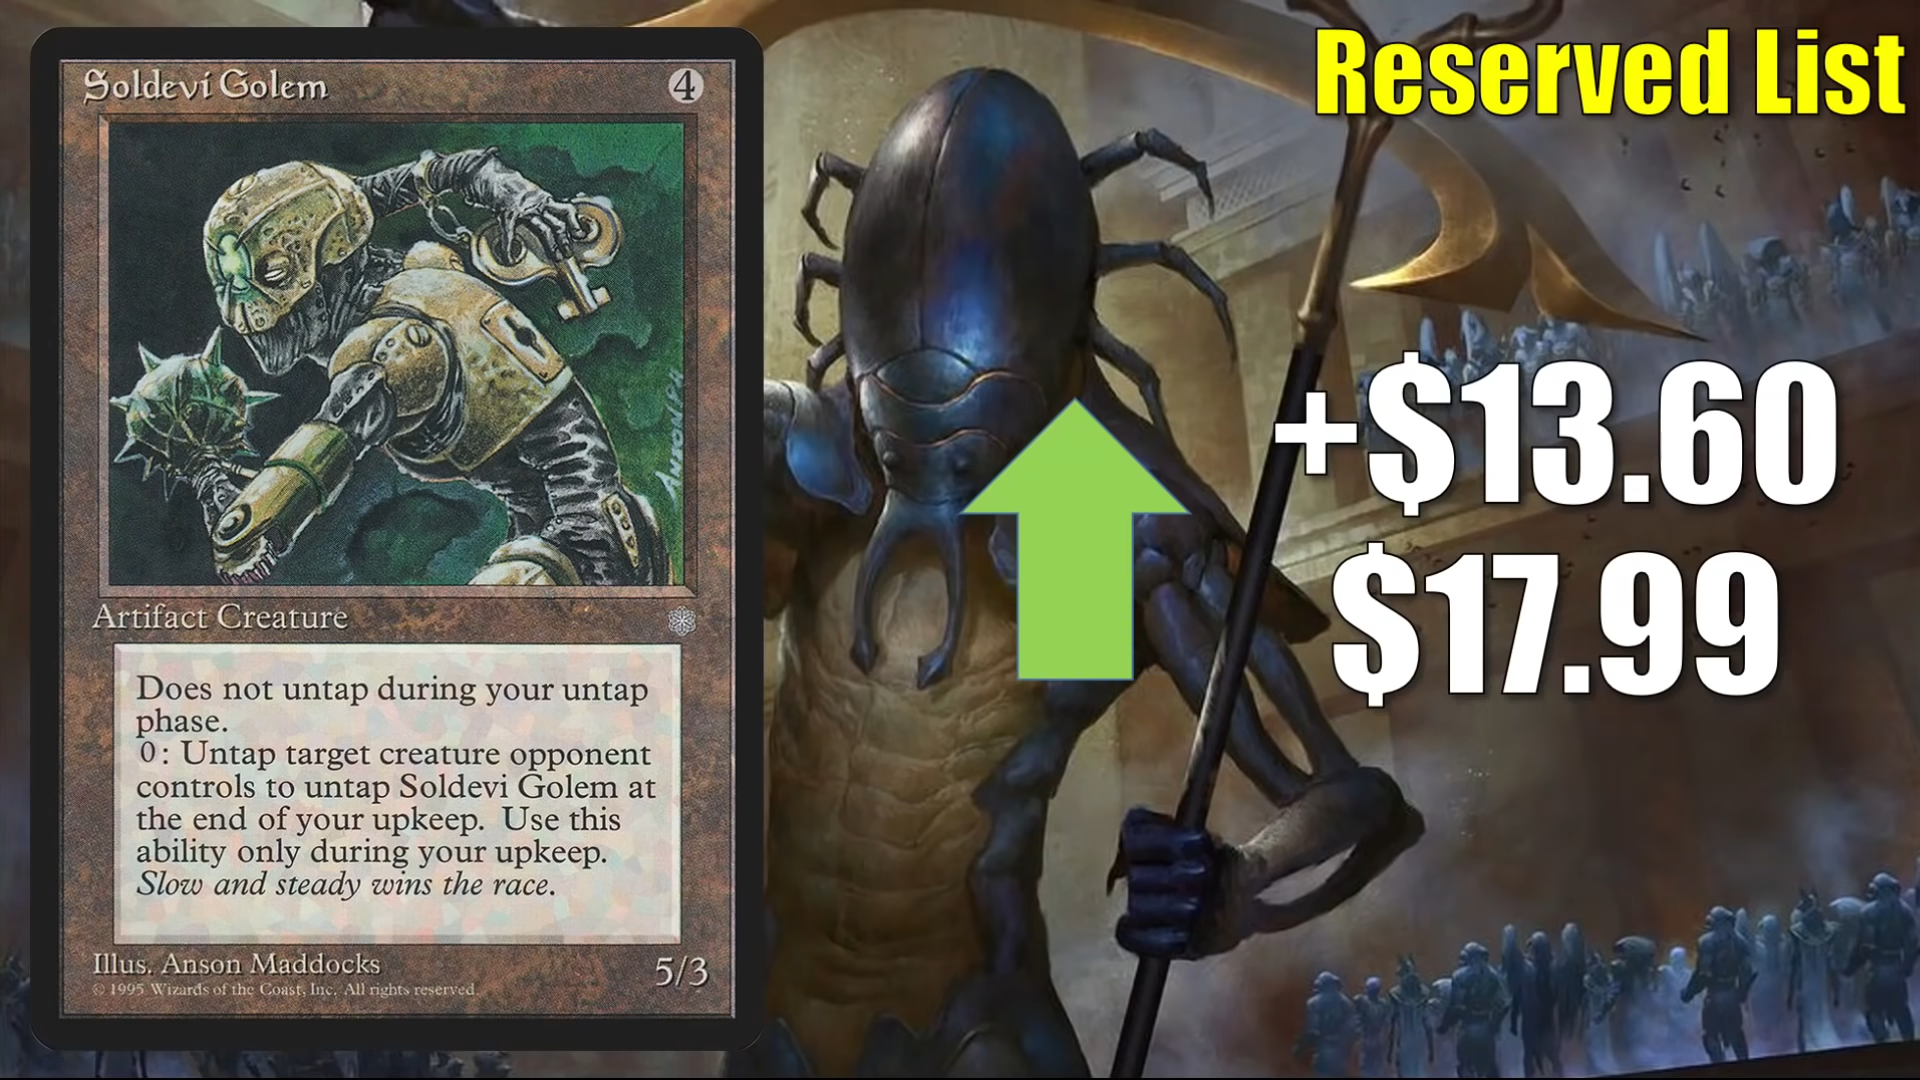 Soldevi Golem
4
Artifact Creature
Does not untap during your untap
phase.
0: Untap target creature opponent
controls to untap Soldevi Golem at
the end of your upkeep. Use this
ability only during your upkeep.
Slow and steady wins the race.
Illus. Anson Maddocks
5/3
© 1995 Wizards of the Coast, Inc. All rights reserved.
Reserved List
+$13.60
$17.99